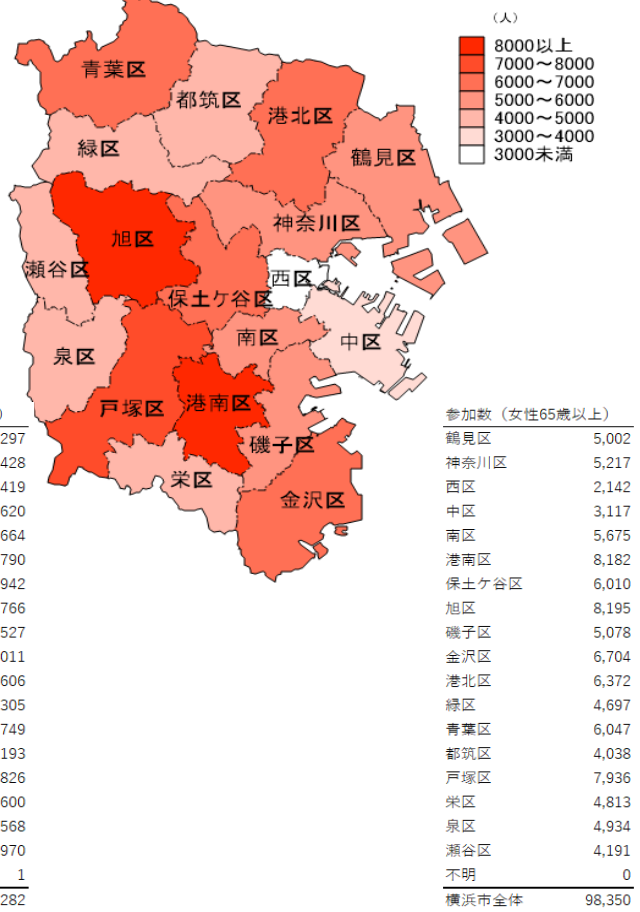 （人）
8000以上
7000～8000
6000～7000
5000～6000
4000～5000
3000～4000
3000未満
青葉区
都筑区
港北区
緑区
鶴見区
神奈川区
旭区
瀬谷区
西区
保土ケ谷区
南区
中区
泉区
戸塚区
港南区
磯子区
栄区
金沢区
)
297
428
419
620
664
790
942
766
527
011
606
305
749
193
826
600
568
970
1
282
参加数（女性65歳以上）
鶴見区 5,002
神奈川区 5,217
西区 2,142
中区 3,117
南区 5,675
港南区 8,182
保土ケ谷区 6,010
旭区 8,195
磯子区 5,078
金沢区 6,704
港北区 6,372
緑区 4,697
青葉区 6,047
都筑区 4,038
戸塚区 7,936
栄区 4,813
泉区 4,934
瀬谷区 4,191
不明 0
横浜市全体 98,350